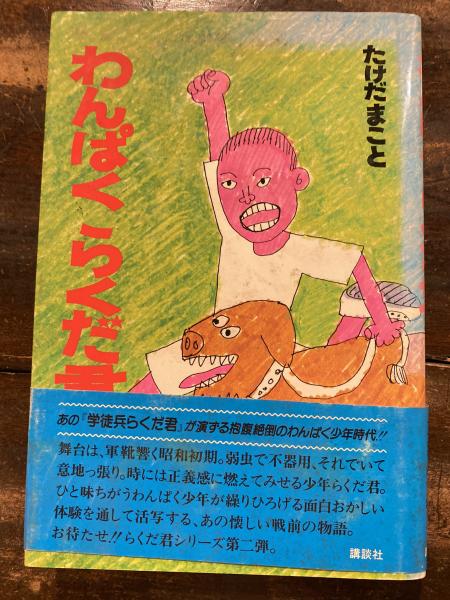 わんぱくらくだ君
たけだまこと
あの『学徒兵らくだ君』が演ずる抱腹絶倒のわんぱく少年時代!!
舞台は、軍靴響く昭和初期。弱虫で不器用、それでいて
意地っ張り。時には正義感に燃えてみせる少年らくだ君。
ひと味ちがうわんぱく少年が繰りひろげる面白おかしい
体験を通して活写する、あの懐しい戦前の物語。
お待たせ!!らくだ君シリーズ第二弾。
講談社